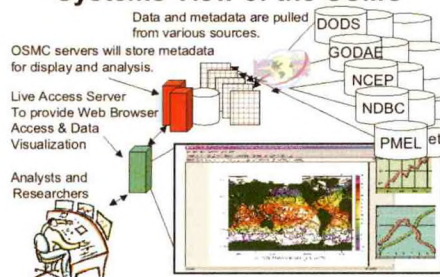 Data and metadata are pulled
from various sources.
OSMC servers will store metadata
for display and analysis.
Live Access Server
To provide Web Browser
Access & Data
Visualization
Analysts and
Researchers
DODS
GODAE
NCEP
NDBC
PMEL